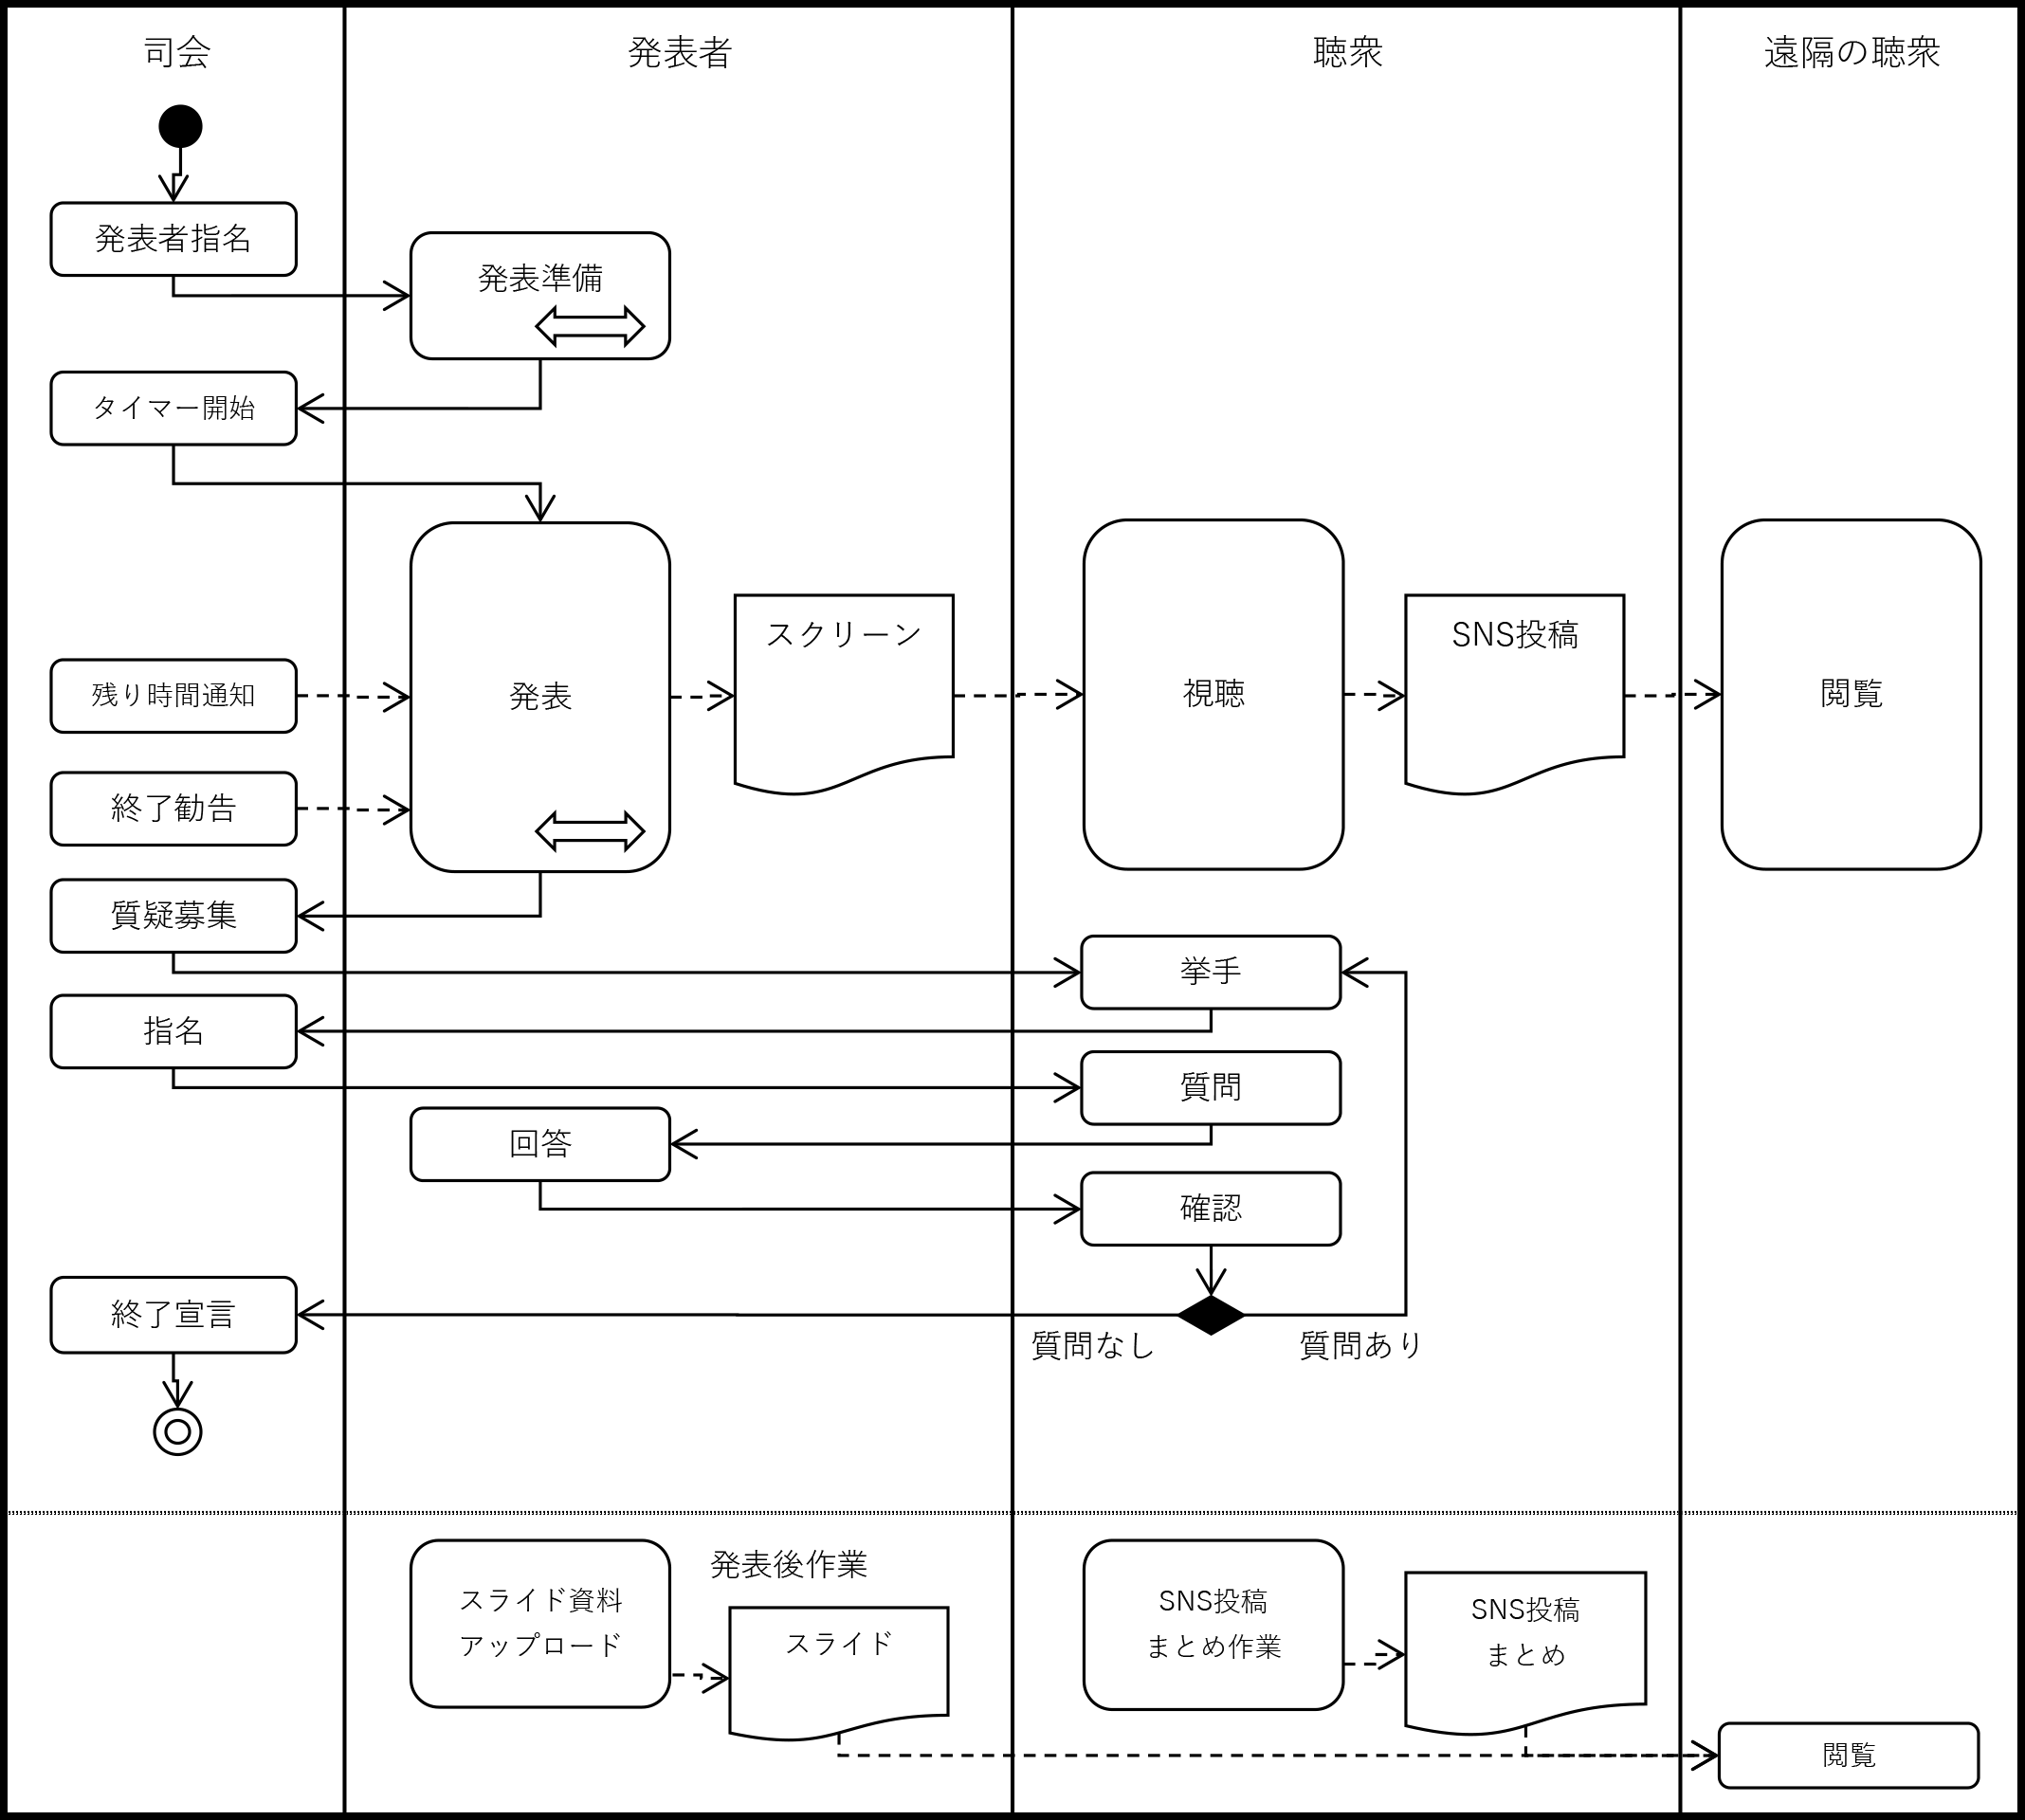 司会
発表者
聴衆
遠隔の聴衆
発表者指名
発表準備
タイマー開始
スクリーン
SNS投稿
残り時間通知
発表
視聴
閲覧
終了勧告
質疑募集
挙手
指名
質問
回答
確認
終了宣言
質問なし
質問あり
発表後作業
スライド資料
アップロード
スライド
SNS投稿
まとめ作業
SNS投稿
まとめ
閲覧